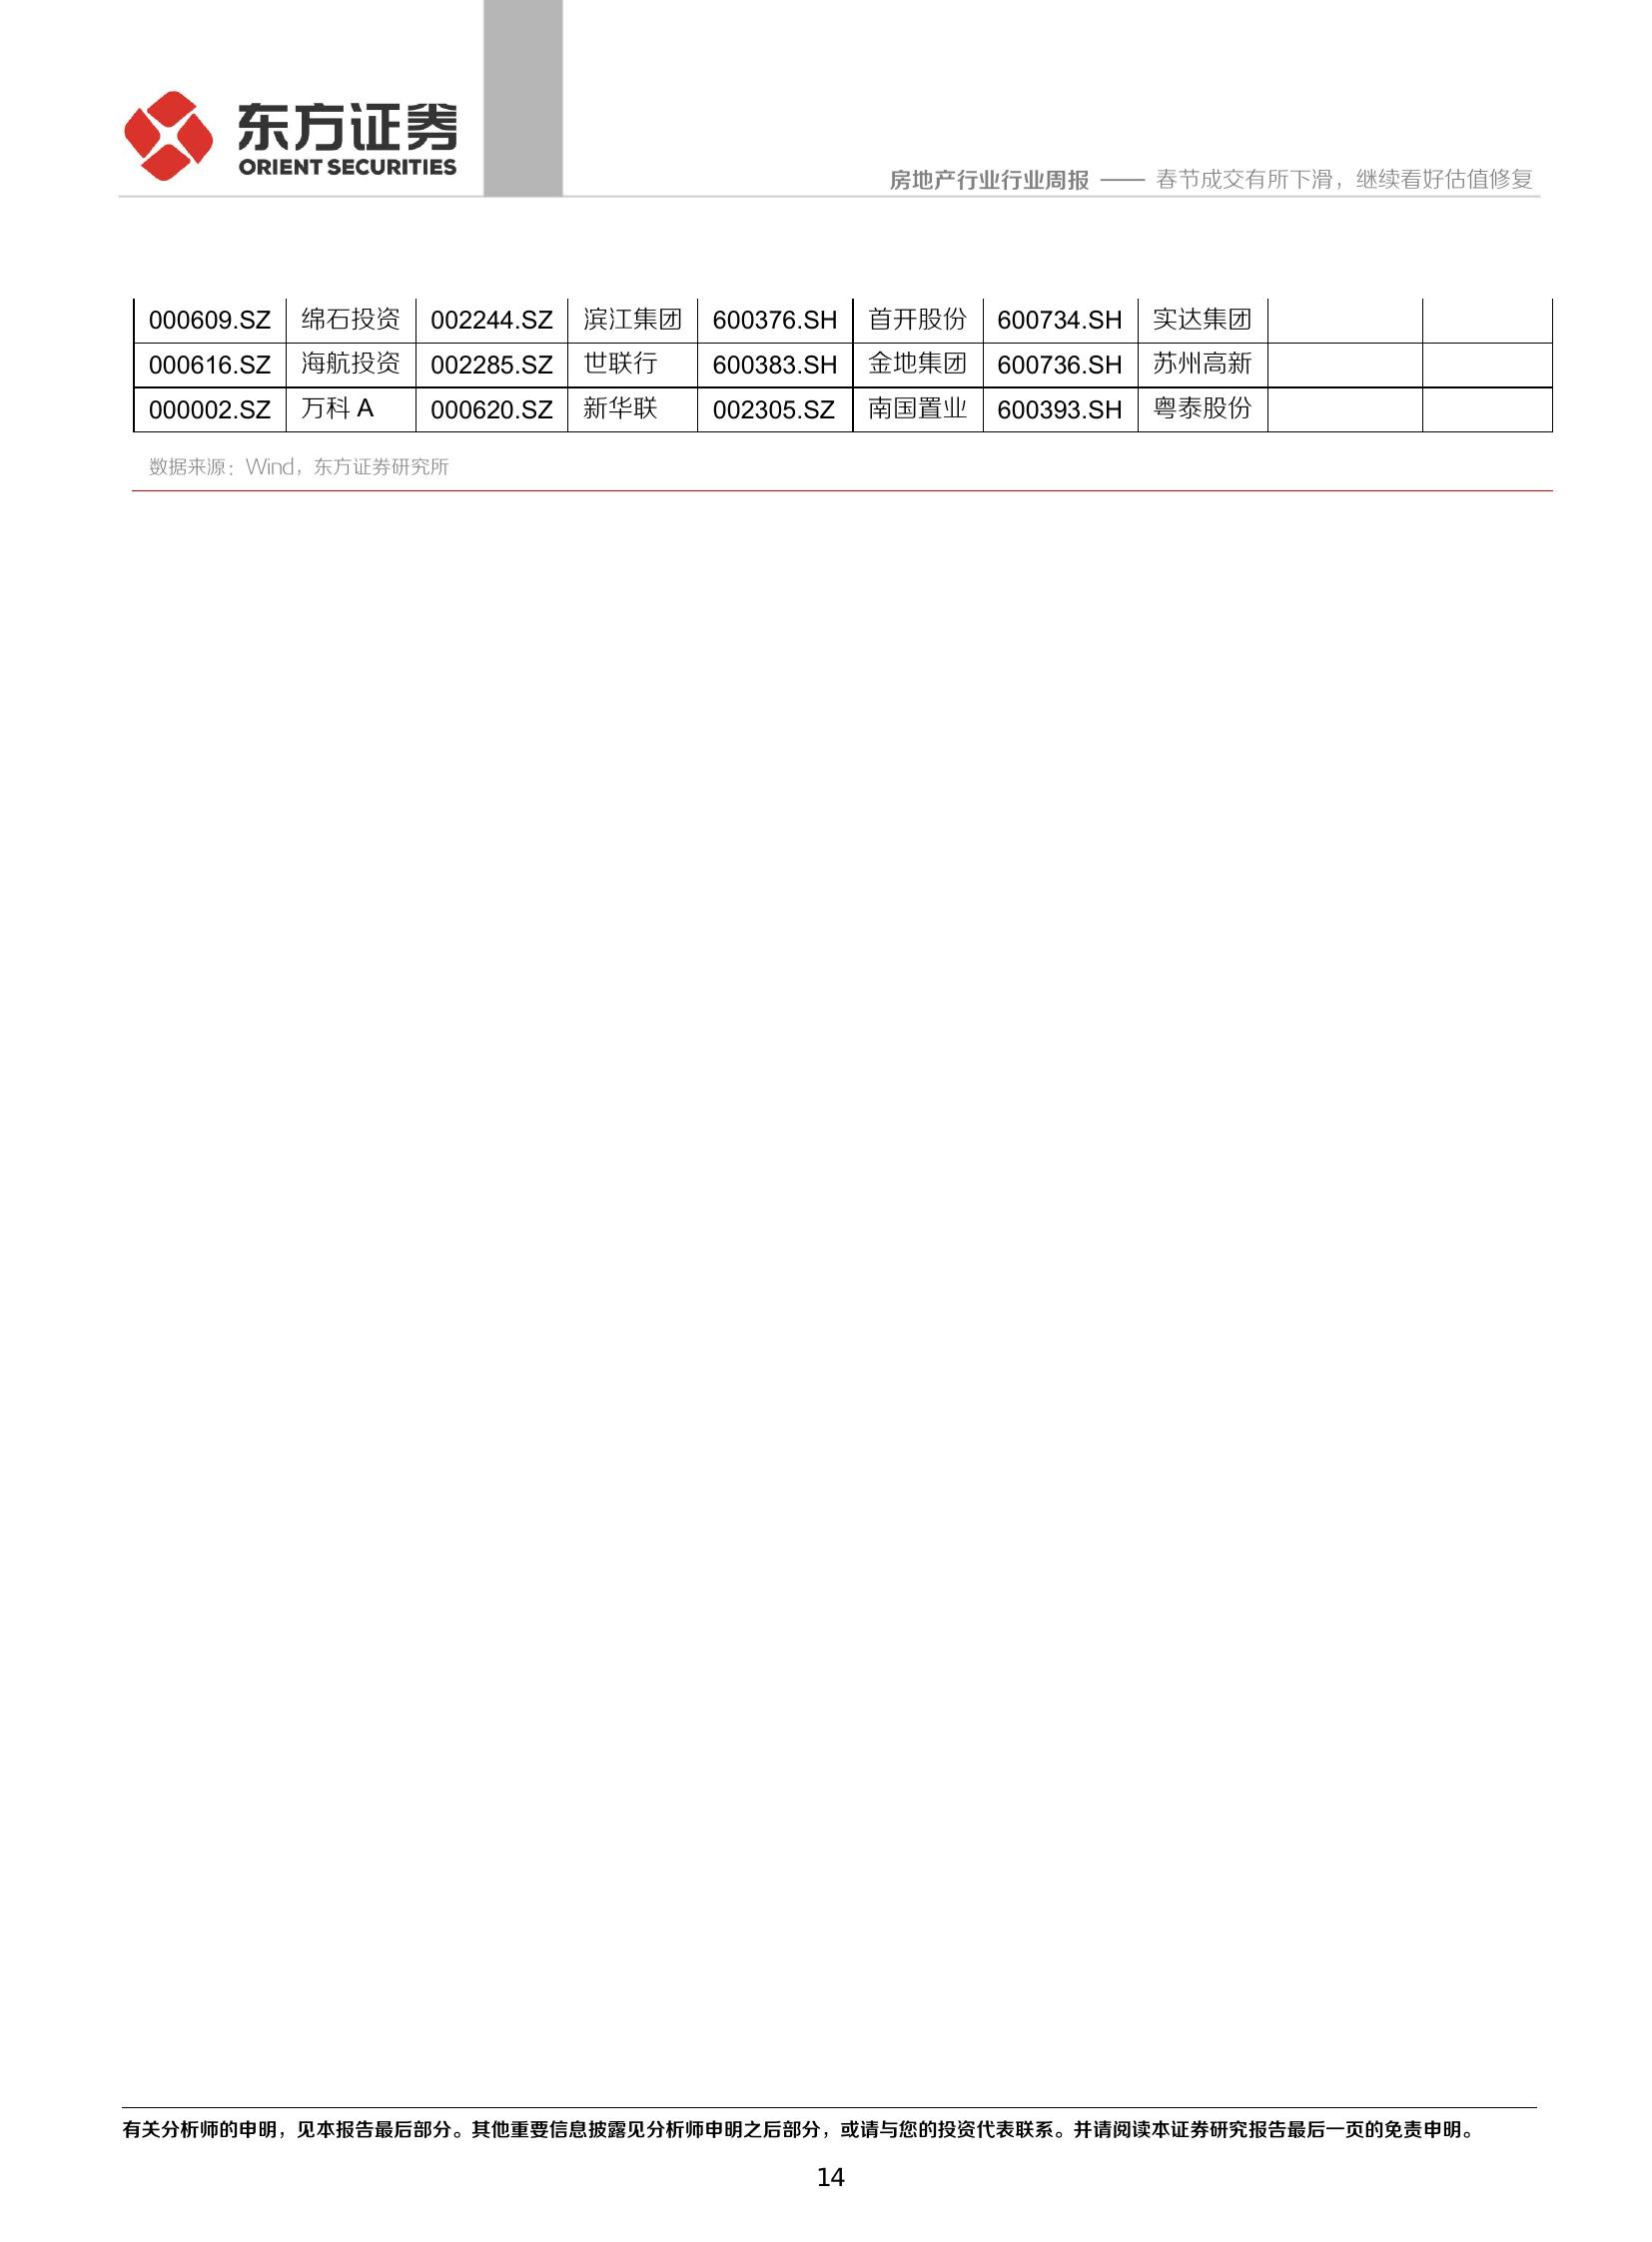 东方证券
ORIENT SECURITIES
房地产行业行业周报 —— 春节成交有所下滑，继续看好估值修复
000609.SZ 绵石投资 002244.SZ 滨江集团 600376.SH 首开股份 600734.SH 实达集团
000616.SZ 海航投资 002285.SZ 世联行 600383.SH 金地集团 600736.SH 苏州高新
000002.SZ 万科 A 000620.SZ 新华联 002305.SZ 南国置业 600393.SH 粤泰股份
数据来源：Wind，东方证券研究所
有关分析师的申明，见本报告最后部分。其他重要信息披露见分析师申明之后部分，或请与您的投资代表联系。并请阅读本证券研究报告最后一页的免责申明。
14